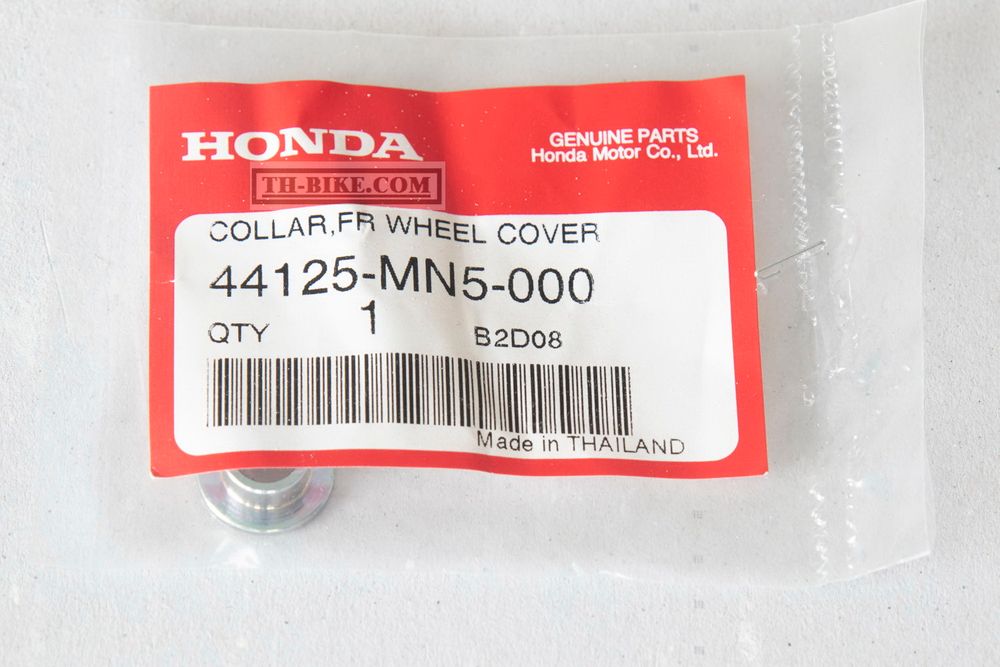 HONDA
GENUINE PARTS
Honda Motor Co., Ltd.
TH-BIKE.COM
COLLAR,FR WHEEL COVER
44125-MN5-000
QTY 1 B2D08
Made in THAILAND